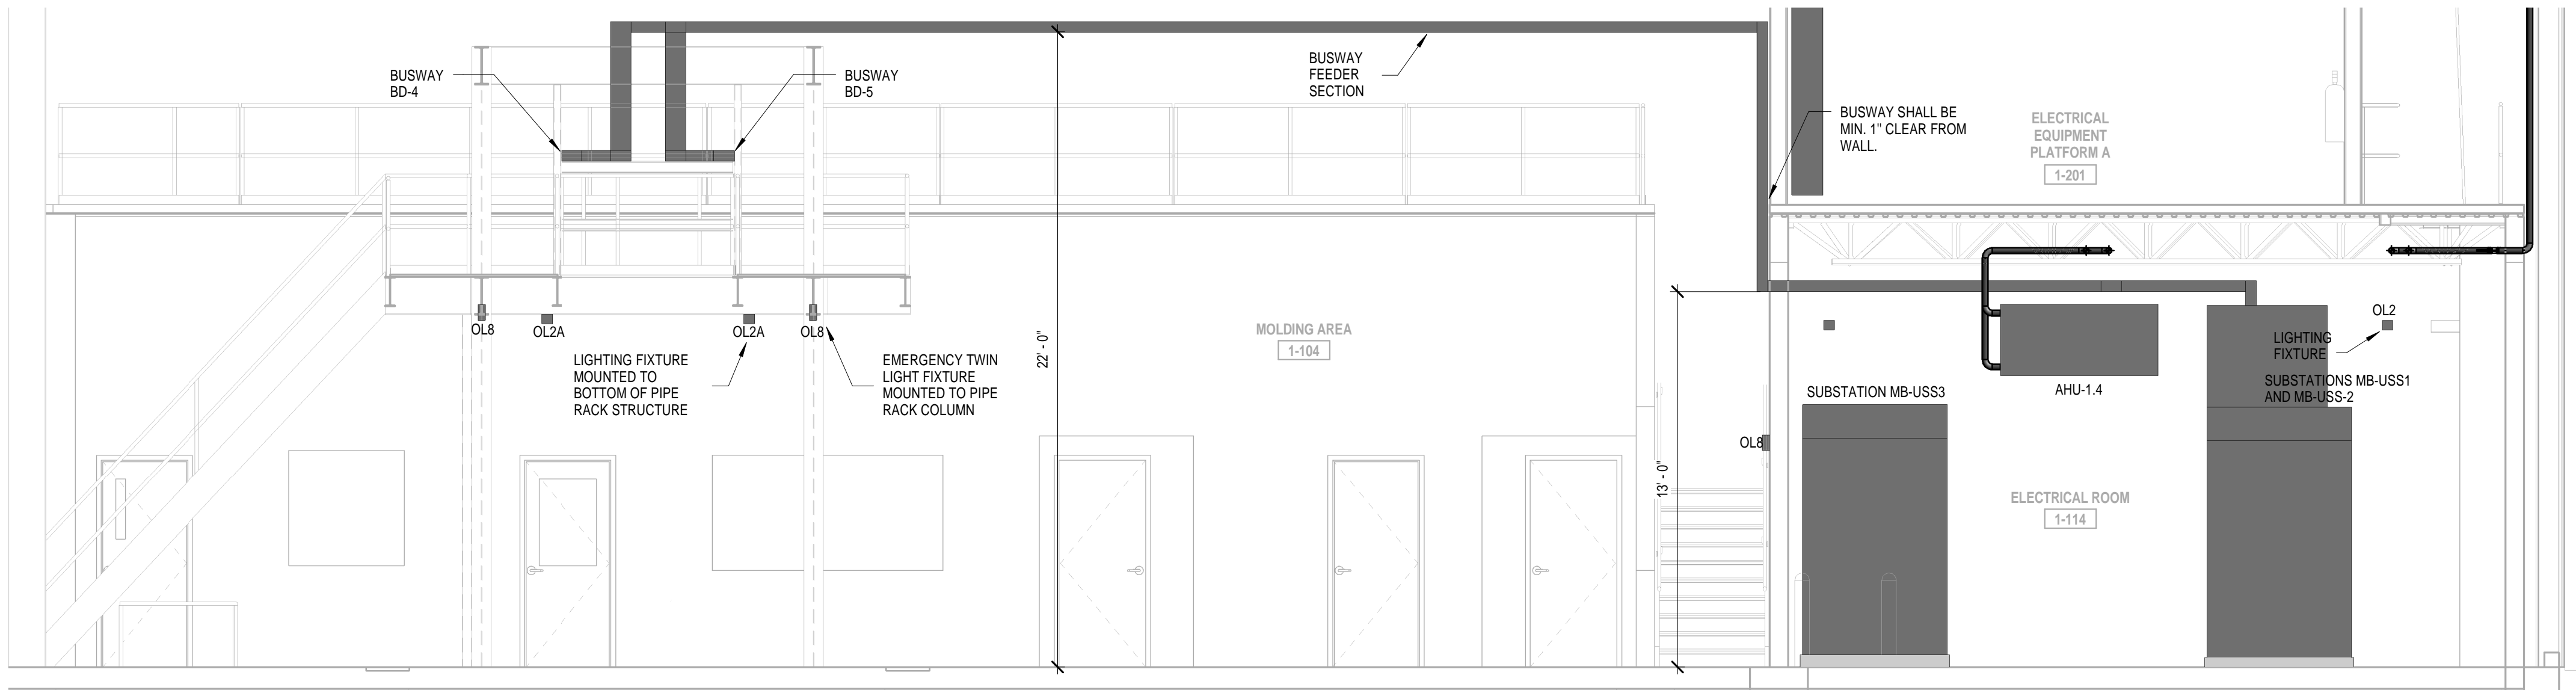 BUSWAY
BD-4
BUSWAY
BD-5
BUSWAY
FEEDER
SECTION
BUSWAY SHALL BE
MIN. 1" CLEAR FROM
WALL.
ELECTRICAL
EQUIPMENT
PLATFORM A
1-201
OL8
OL2A
OL2A
OL8
LIGHTING FIXTURE
MOUNTED TO
BOTTOM OF PIPE
RACK STRUCTURE
EMERGENCY TWIN
LIGHT FIXTURE
MOUNTED TO PIPE
RACK COLUMN
22' - 0"
MOLDING AREA
1-104
13' - 0"
OL8
SUBSTATION MB-USS3
AHU-1.4
OL2
LIGHTING
FIXTURE
SUBSTATIONS MB-USS1
AND MB-USS-2
ELECTRICAL ROOM
1-114